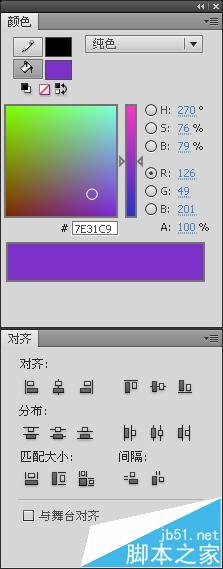 颜色
纯色
H: 270 °
S: 76 %
B: 79 %
R: 126
G: 49
B: 201
# 7E31C9
A: 100 %
对齐
对齐:
分布:
匹配大小: 间隔:
与舞台对齐
jb51.net
脚本之家